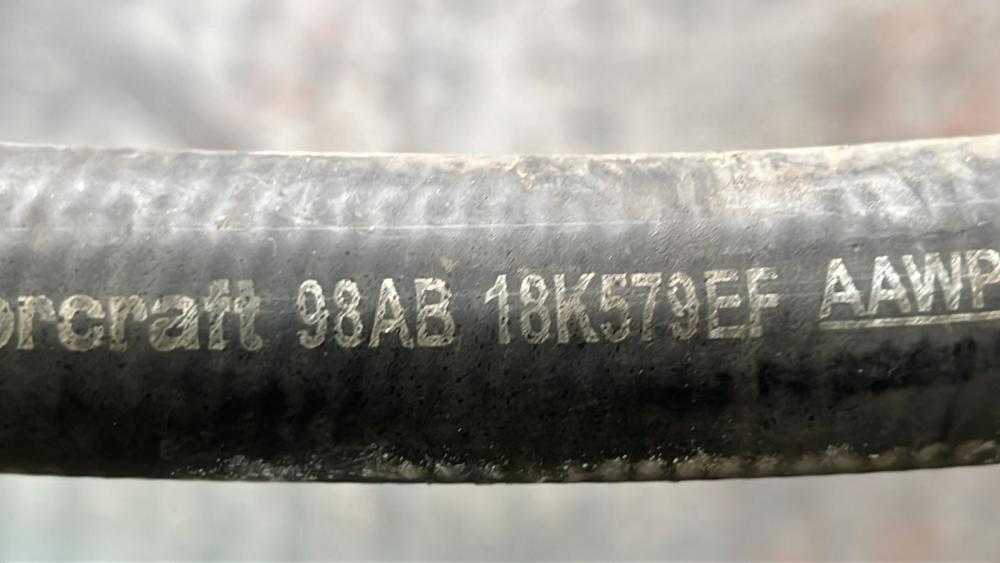 orcraft 98AB 18K579EF AAWP